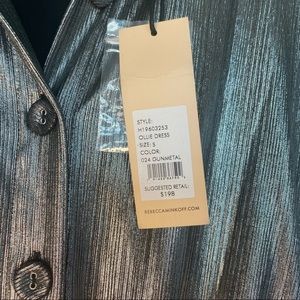 STYLE:
H19603253
OLLIE DRESS
SIZE: S
COLOR:
024 GUNMETAL
SUGGESTED RETAIL:
$198
REBECCAMINKOFF.COM